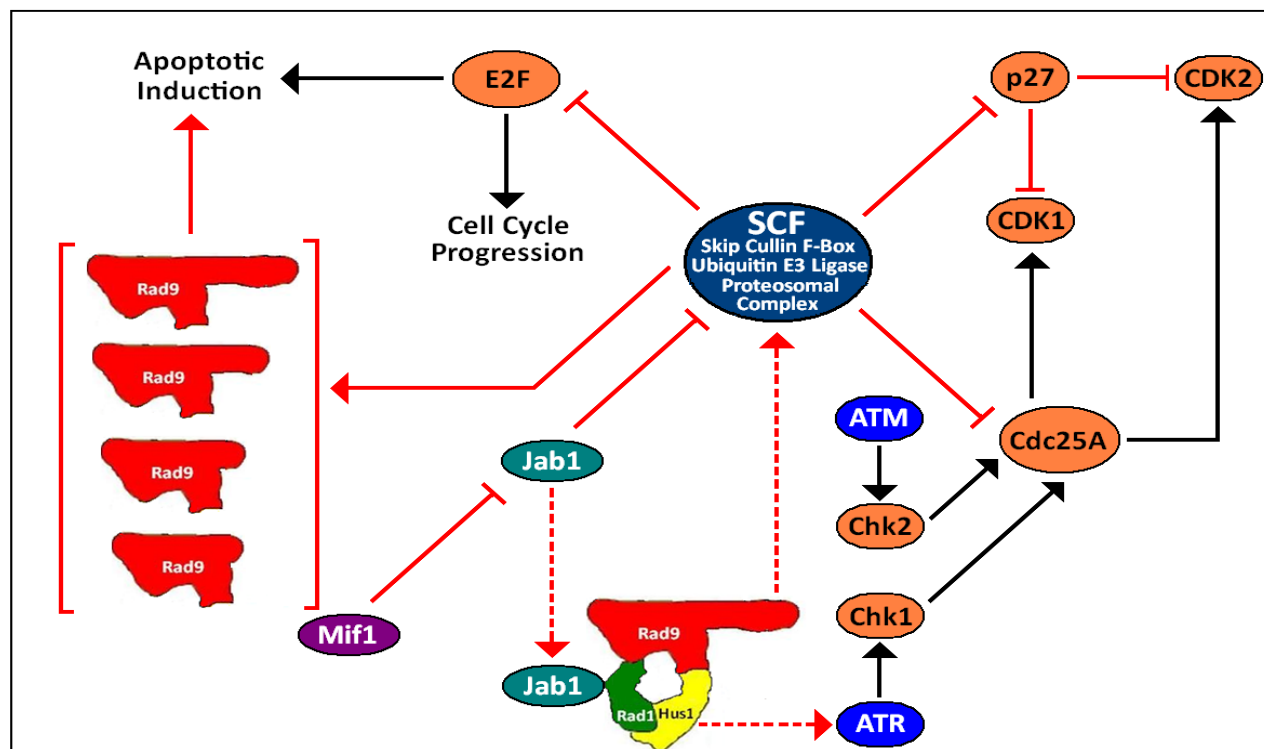 Apoptotic
Induction
E2F
p27
CDK2
Cell Cycle
Progression
SCF
Skip Cullin F-Box
Ubiquitin E3 Ligase
Proteosomal
Complex
CDK1
Rad9
Rad9
Rad9
Rad9
Jab1
ATM
Cdc25A
Chk2
Mif1
Chk1
Rad9
Jab1
Rad1
Hus1
ATR